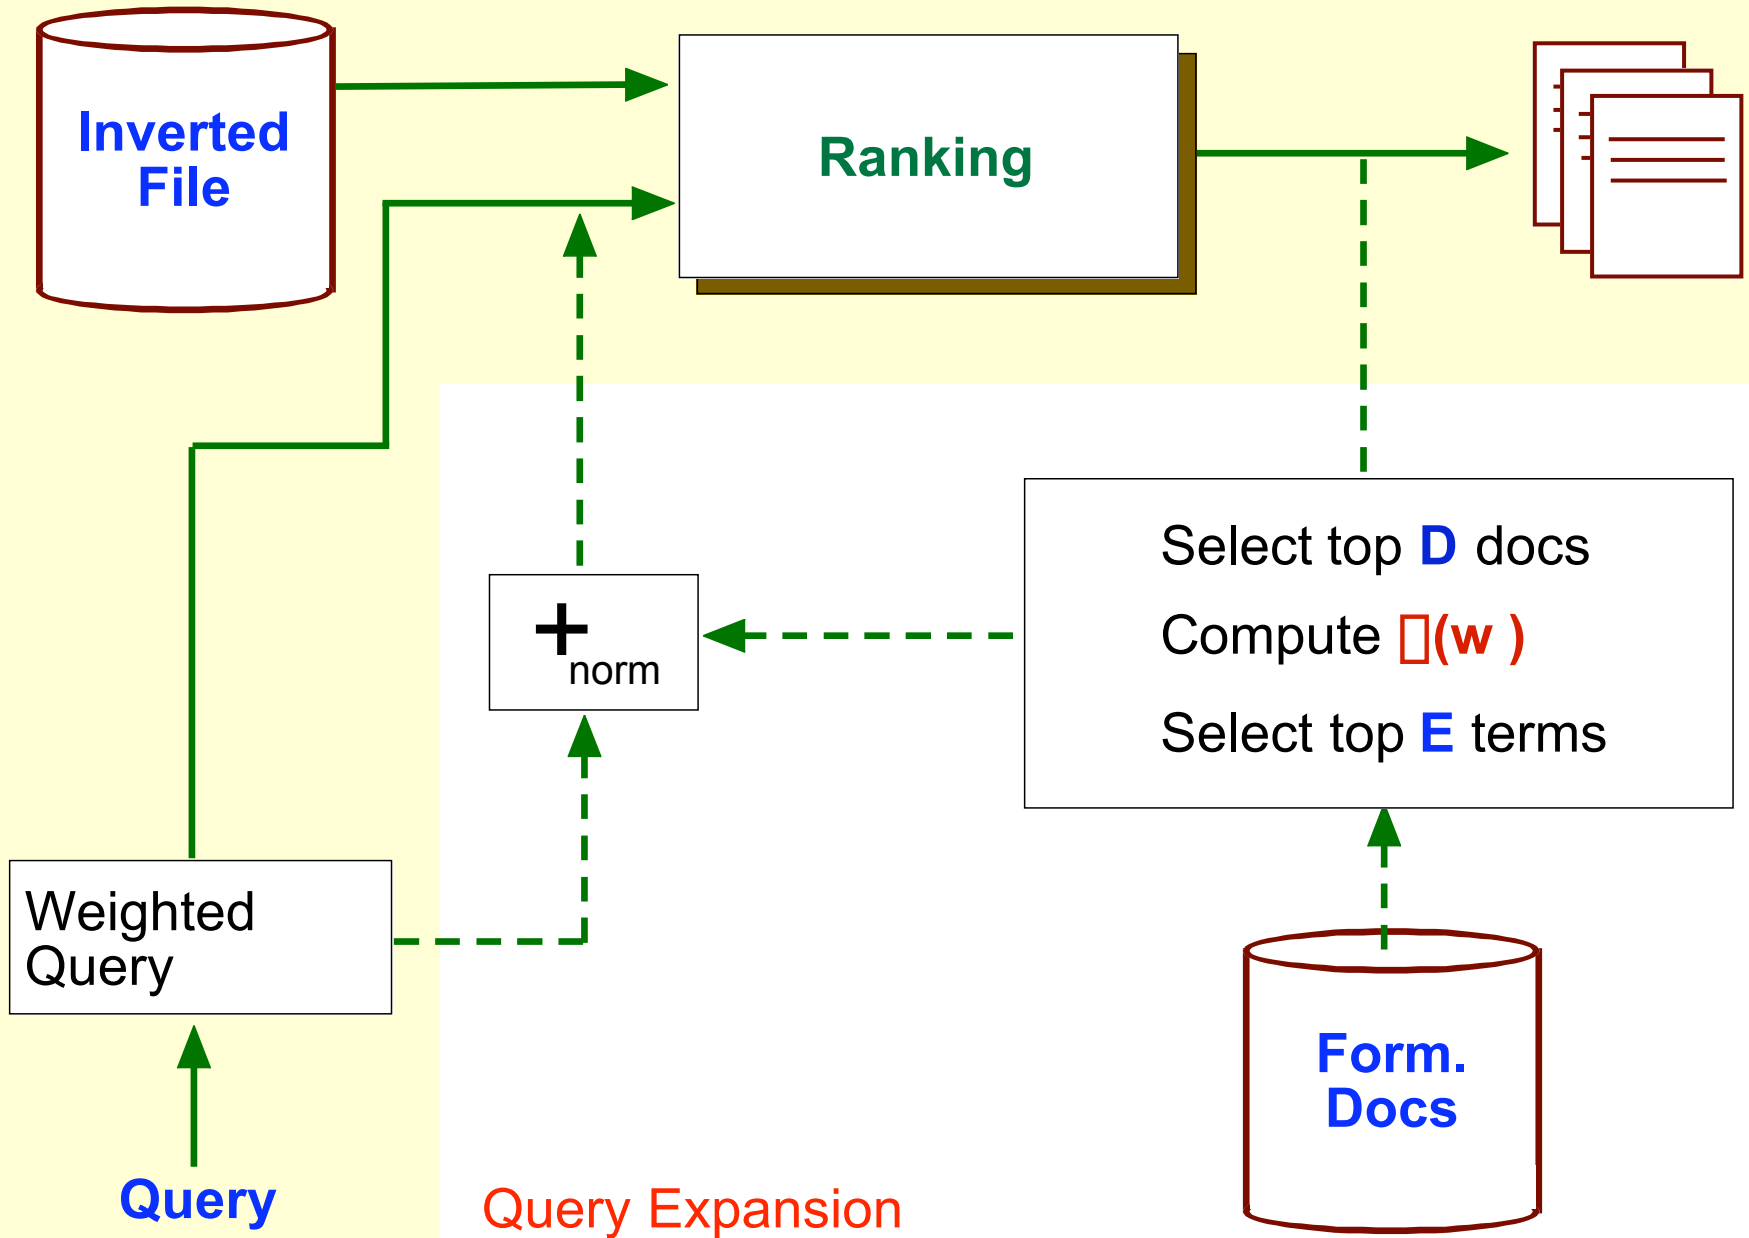 Inverted
File
Ranking
Select top D docs
Compute (w )
Select top E terms
+
norm
Weighted
Query
Form.
Docs
Query
Query Expansion